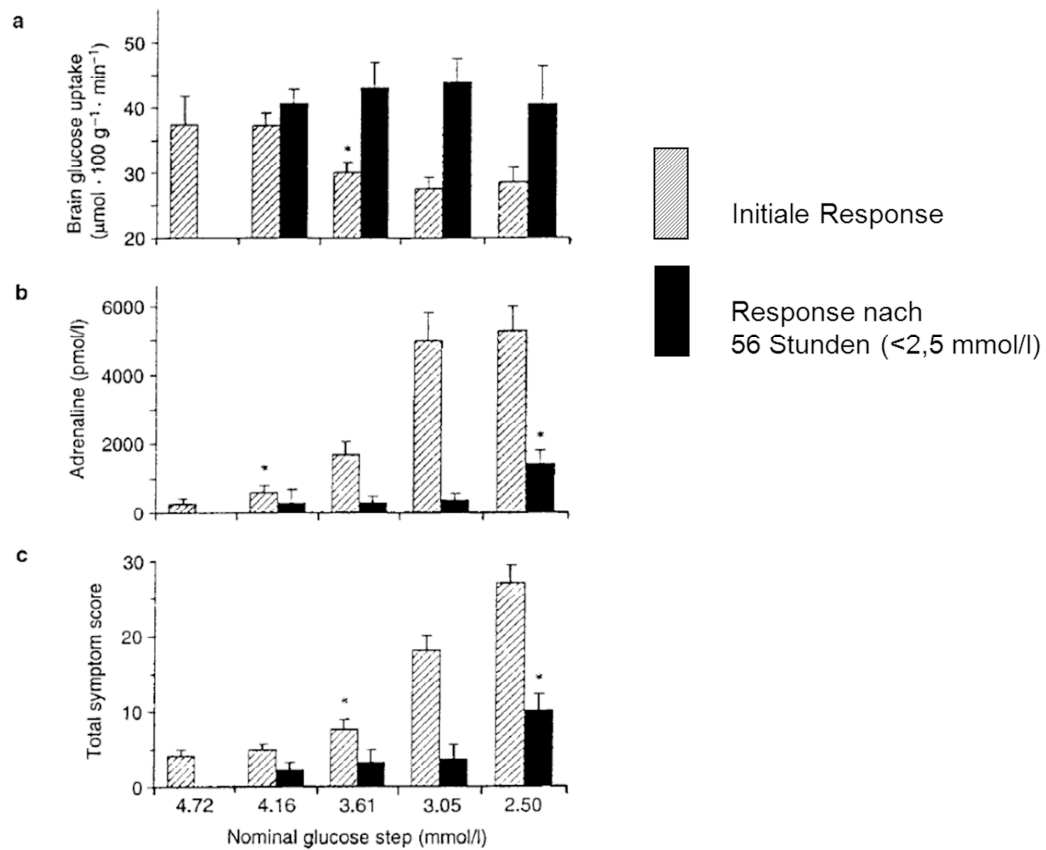 a
Brain glucose uptake
(µmol · 100 g⁻¹ · min⁻¹)
50
40
30
20
*
b
Adrenaline (pmol/l)
6000
4000
2000
0
*
*
c
Total symptom score
30
20
10
0
*
*
4.72 4.16 3.61 3.05 2.50
Nominal glucose step (mmol/l)
Initiale Response
Response nach
56 Stunden (<2,5 mmol/l)